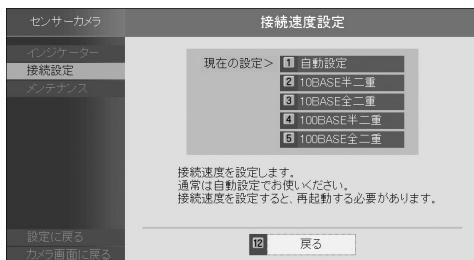 センサーカメラ
接続速度設定
インジケーター
接続設定
メンテナンス
現在の設定＞ 1 自動設定
2 10BASE半二重
3 10BASE全二重
4 100BASE半二重
5 100BASE全二重
接続速度を設定します。
通常は自動設定でお使いください。
接続速度を設定すると、再起動する必要があります。
設定に戻る
カメラ画面に戻る
12 戻る